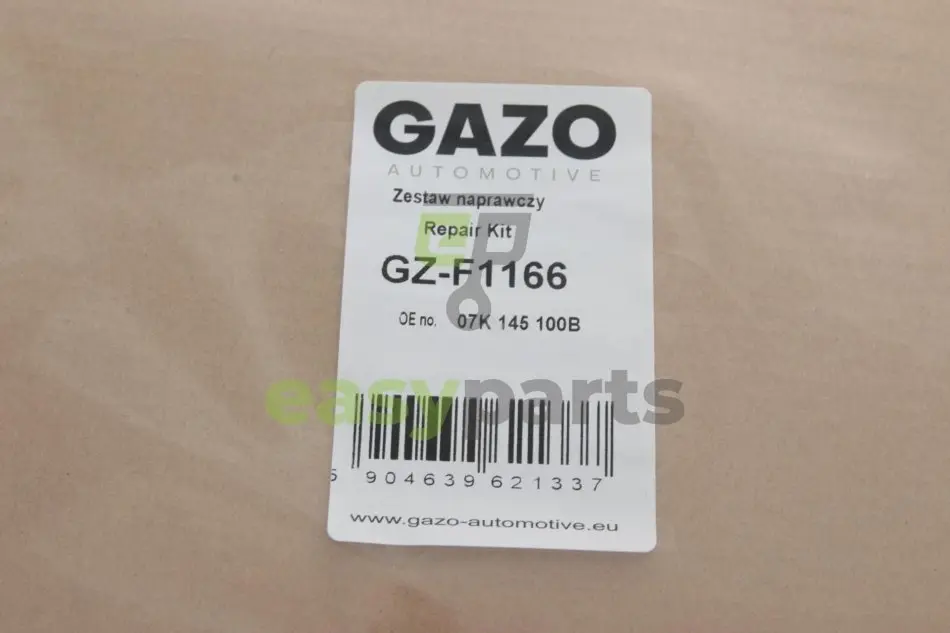 GAZO
AUTOMOTIVE
Zestaw naprawczy
Repair Kit
GZ-F1166
OE no. 07K 145 100B
easyparts
5 904639 621337
www.gazo-automotive.eu